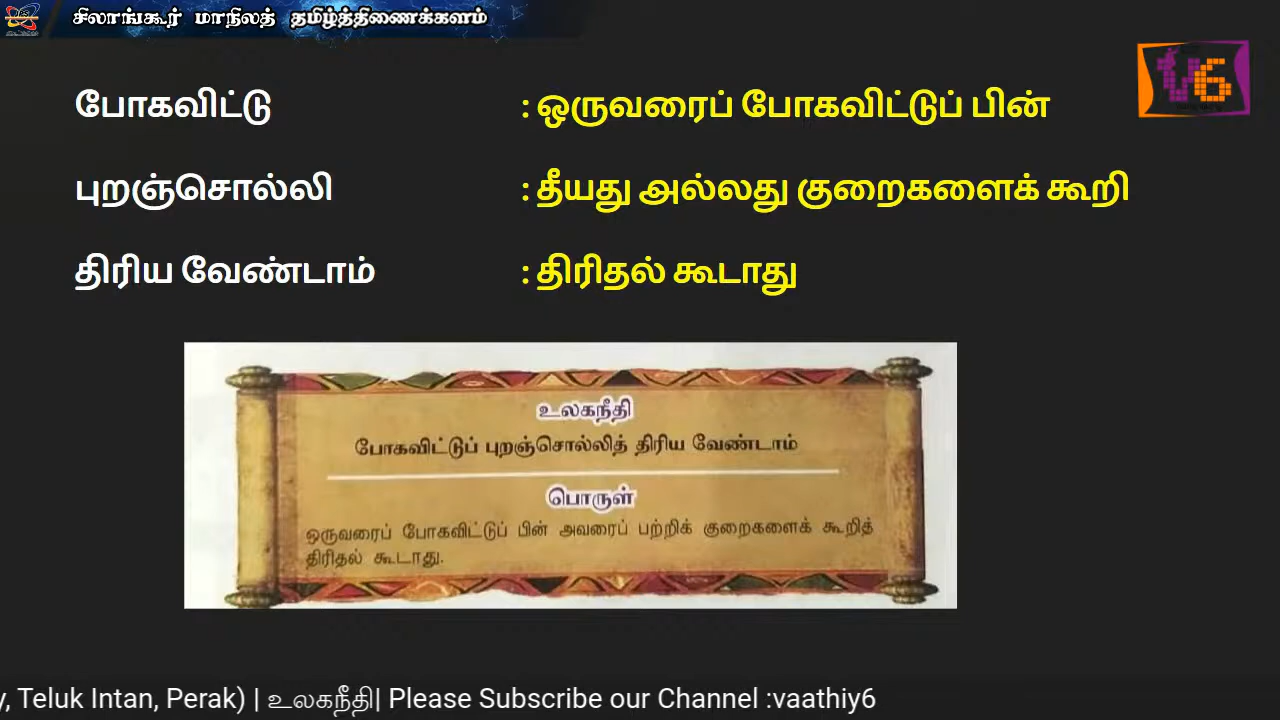 சிலாங்கூர் மாநிலத் தமிழ்த்திணைக்களம்
V6
போகவிட்டு : ஒருவரைப் போகவிட்டுப் பின்
புறஞ்சொல்லி : தீயது அல்லது குறைகளைக் கூறி
திரிய வேண்டாம் : திரிதல் கூடாது
உலகநீதி
போகவிட்டுப் புறஞ்சொல்லித் திரிய வேண்டாம்
பொருள்
ஒருவரைப் போகவிட்டுப் பின் அவரைப் பற்றிக் குறைகளைக் கூறித்
திரிதல் கூடாது.
y, Teluk Intan, Perak) | உலகநீதி| Please Subscribe our Channel :vaathiy6